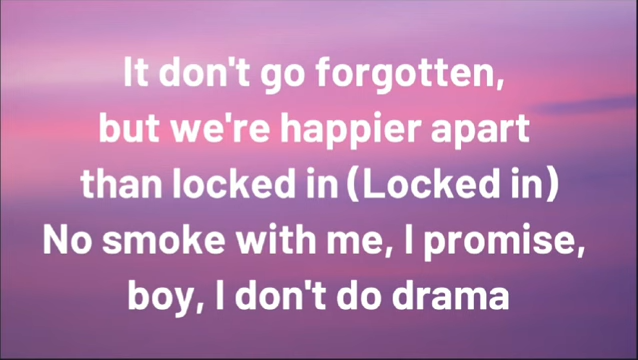 It don't go forgotten,
but we're happier apart
than locked in (Locked in)
No smoke with me, I promise,
boy, I don't do drama